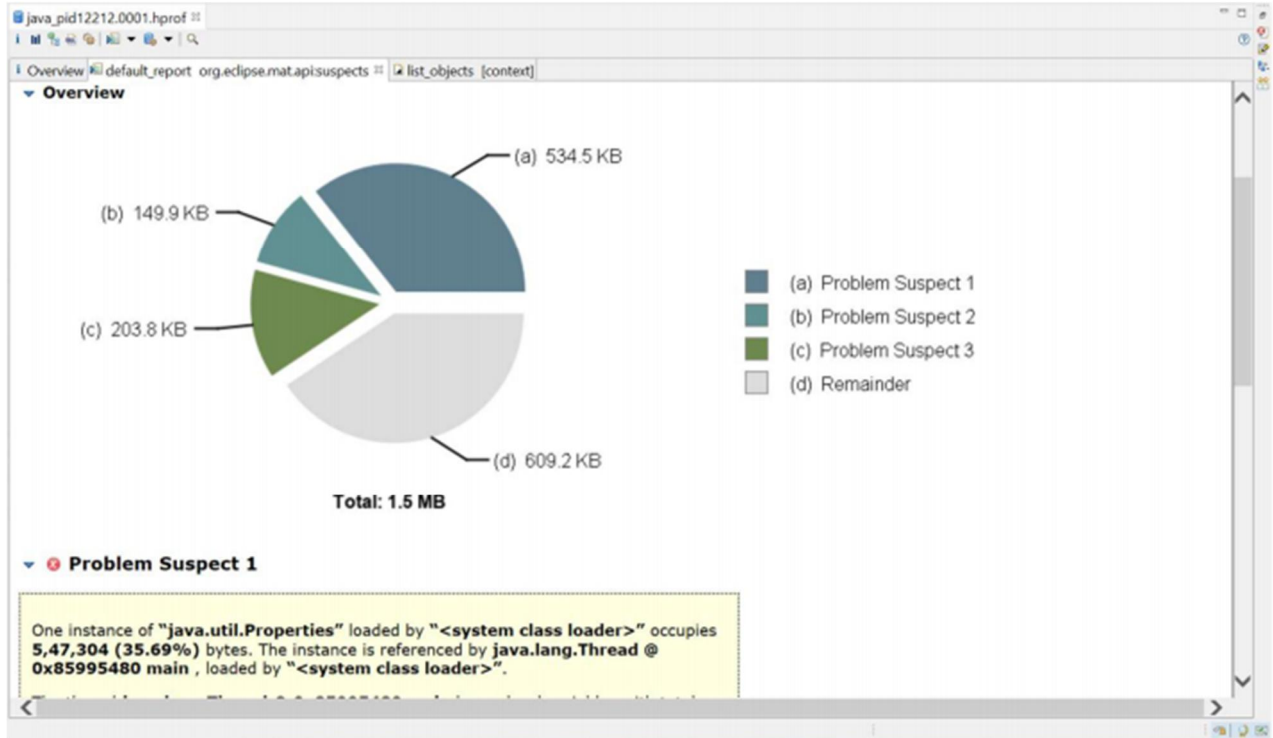 java_pid12212.0001.hprof
Overview default_report org.eclipse.mat.api:suspects list_objects [context]
Overview
(a) 534.5 KB
(b) 149.9 KB
(c) 203.8 KB
(d) 609.2 KB
Total: 1.5 MB
(a) Problem Suspect 1
(b) Problem Suspect 2
(c) Problem Suspect 3
(d) Remainder
Problem Suspect 1
One instance of “java.util.Properties” loaded by “<system class loader>” occupies
5,47,304 (35.69%) bytes. The instance is referenced by java.lang.Thread @
0x85995480 main , loaded by “<system class loader>”.